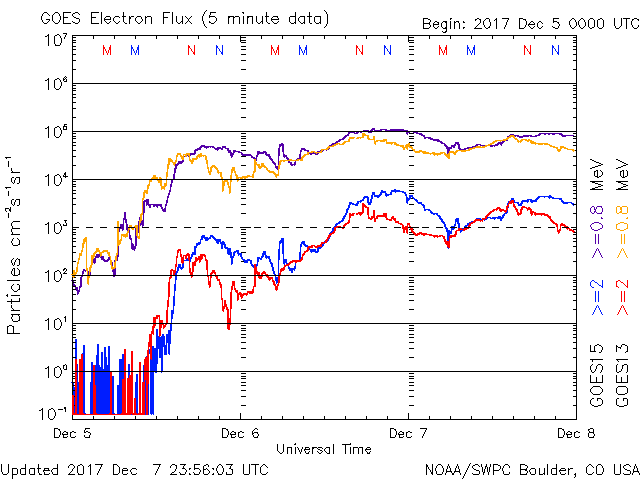 GOES Electron Flux (5 minute data)
Begin: 2017 Dec 5 0000 UTC
Particles cm⁻²s⁻¹sr⁻¹
10⁷
10⁶
10⁵
10⁴
10³
10²
10¹
10⁰
10⁻¹
M M N N M M N N M M N N
Dec 5 Dec 6 Dec 7 Dec 8
Universal Time
GOES15 >=2 >=0.8 MeV
GOES13 >=2 >=0.8 MeV
Updated 2017 Dec 7 23:56:03 UTC
NOAA/SWPC Boulder, CO USA